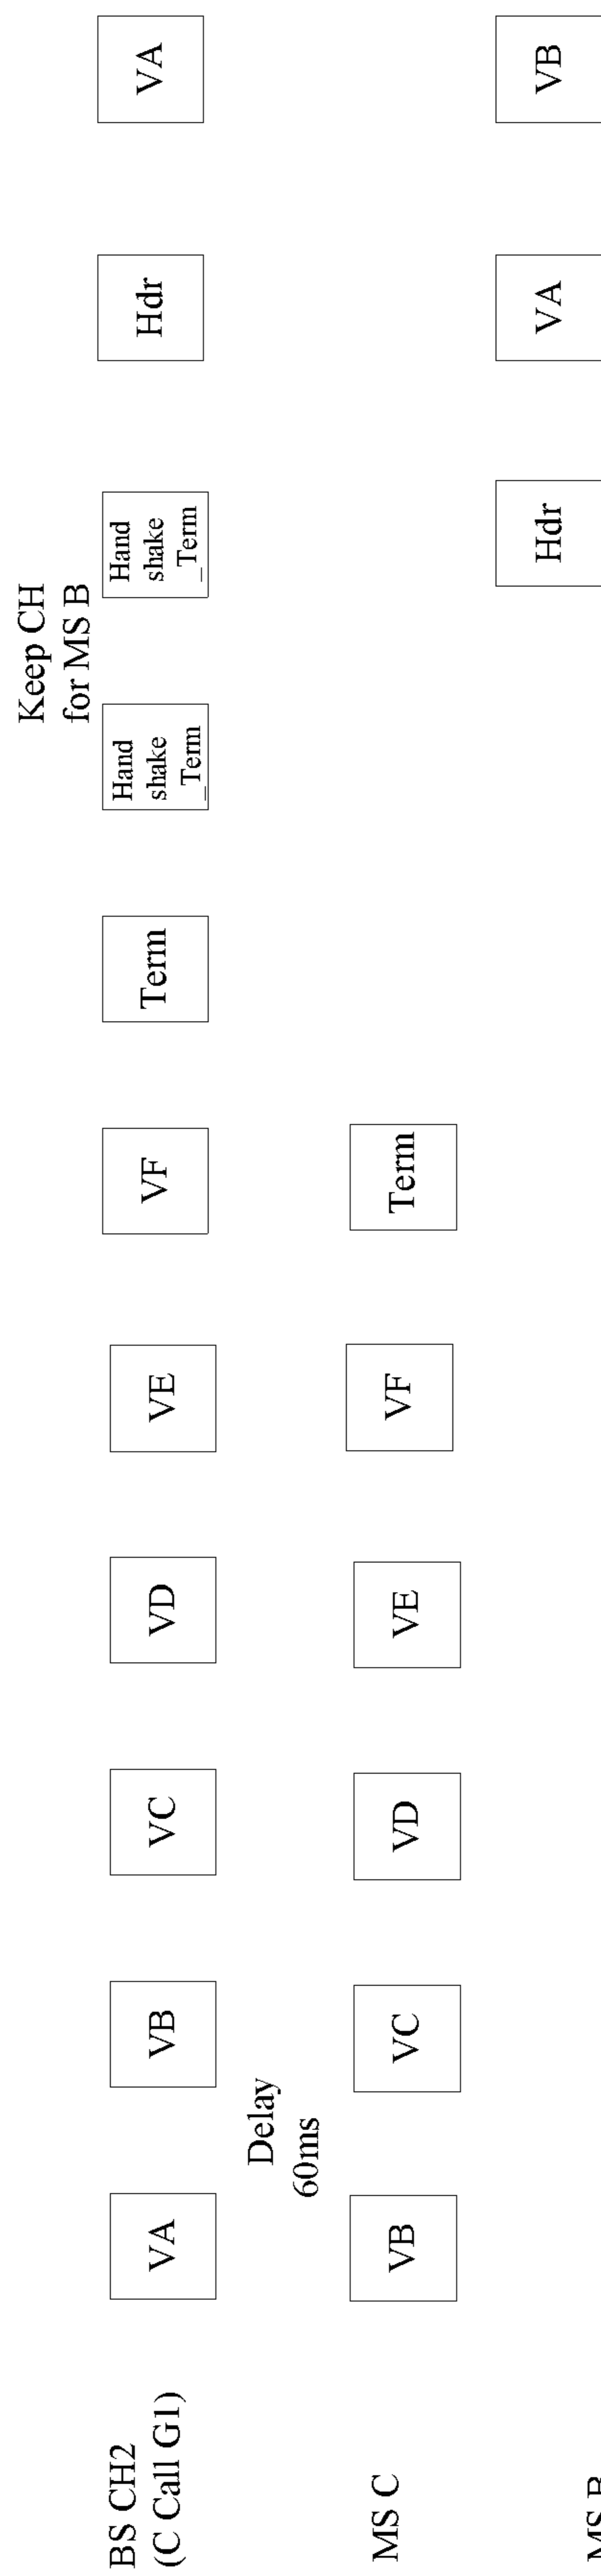 Keep CH
for MS B
BS CH2
(C Call G1)
VA
VB
VC
VD
VE
VF
Term
Hand
shake
_Term
Hand
shake
_Term
Hdr
VA
Delay
60ms
MS C
VB
VC
VD
VE
VF
Term
MS B
Hdr
VA
VB